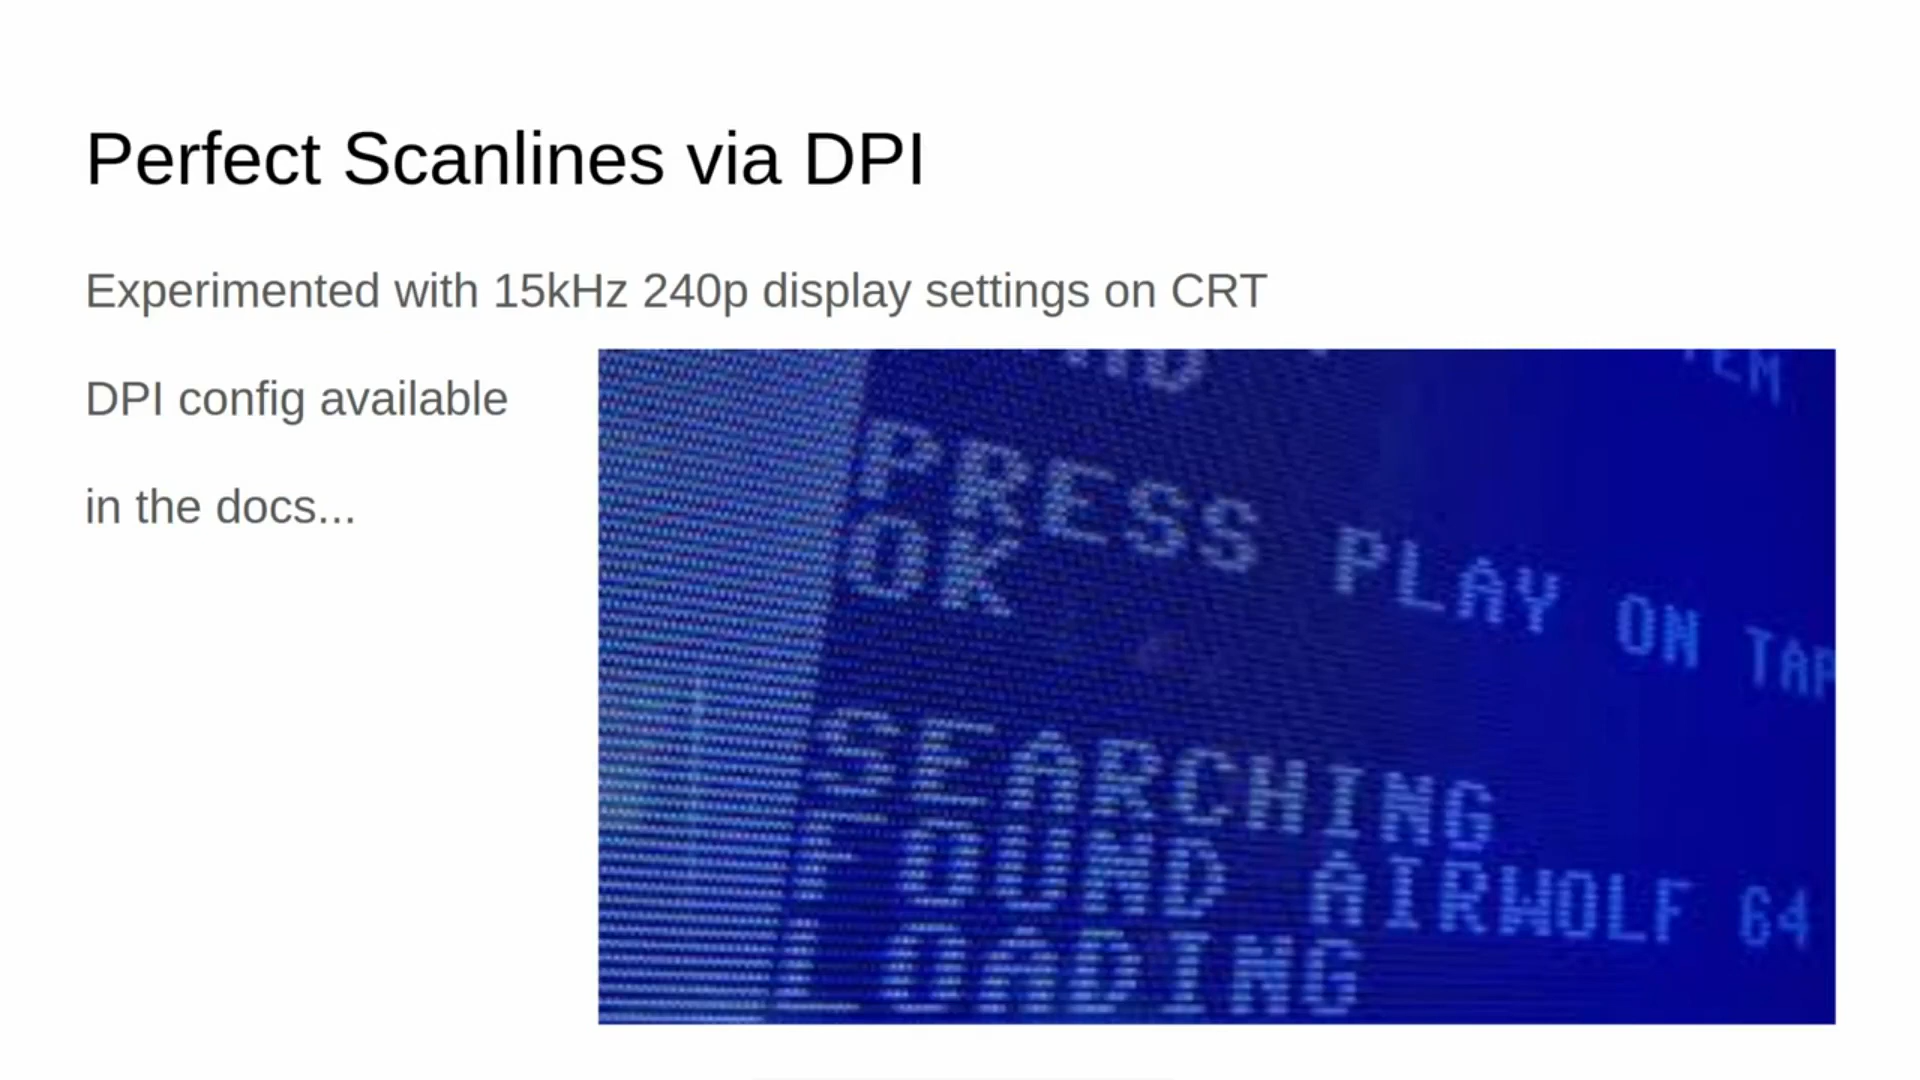 Perfect Scanlines via DPI
Experimented with 15kHz 240p display settings on CRT
DPI config available
in the docs...
PRESS PLAY ON TAP
OK
SEARCHING
FOUND AIRWOLF 64
LOADING